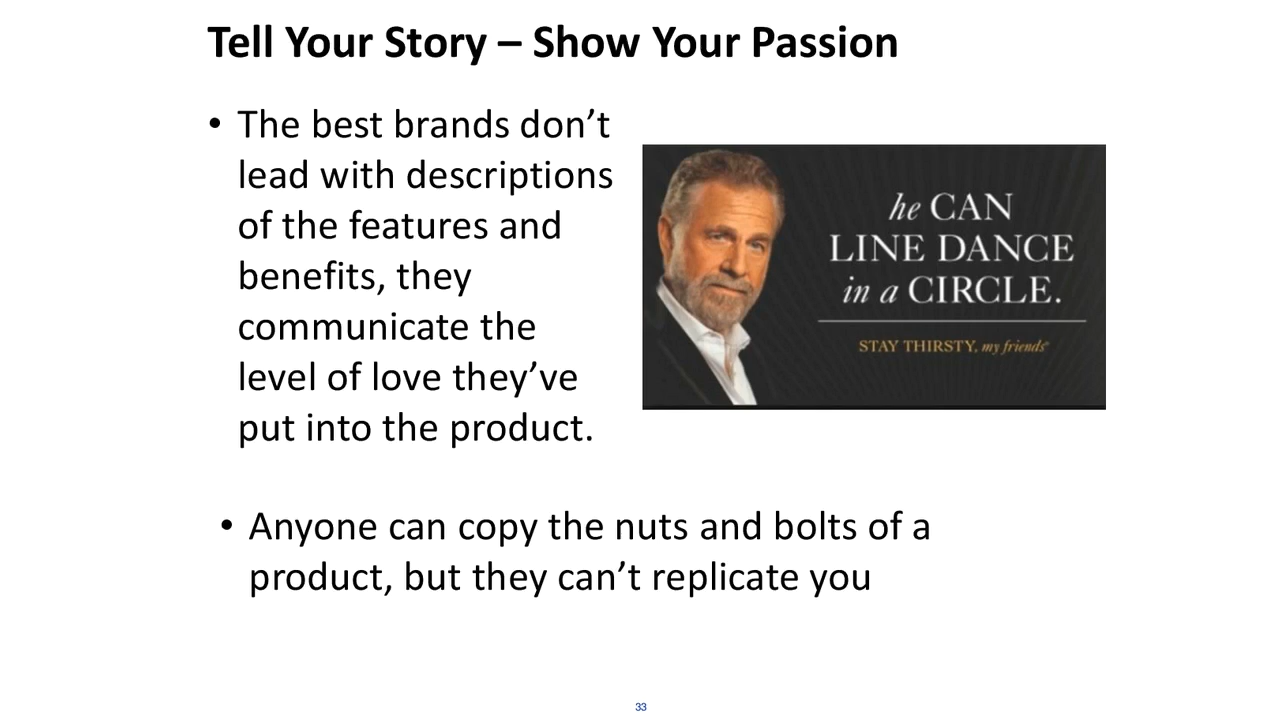 Tell Your Story – Show Your Passion
• The best brands don’t
lead with descriptions
of the features and
benefits, they
communicate the
level of love they’ve
put into the product.
he CAN
LINE DANCE
in a CIRCLE.
STAY THIRSTY, my friends®
• Anyone can copy the nuts and bolts of a
product, but they can’t replicate you
33